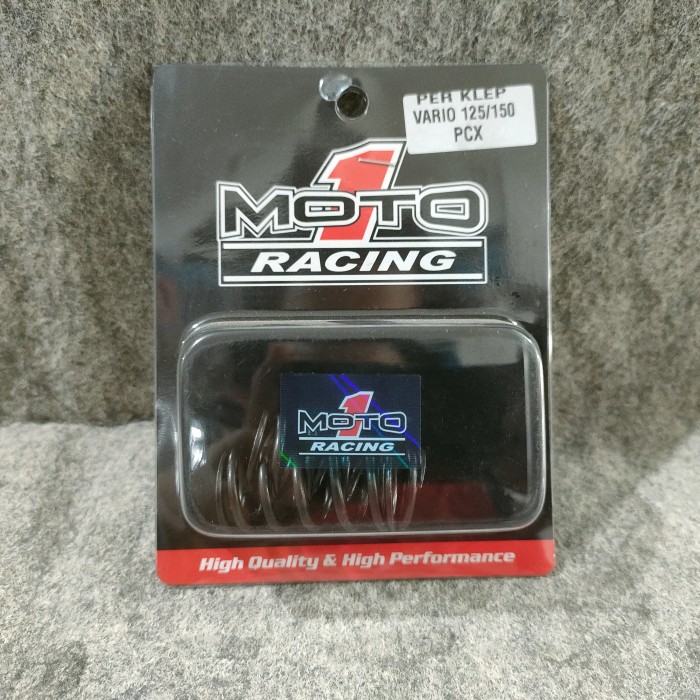 PER KLEP
VARIO 125/150
PCX
MOTO 1
RACING
MOTO 1
RACING
High Quality & High Performance